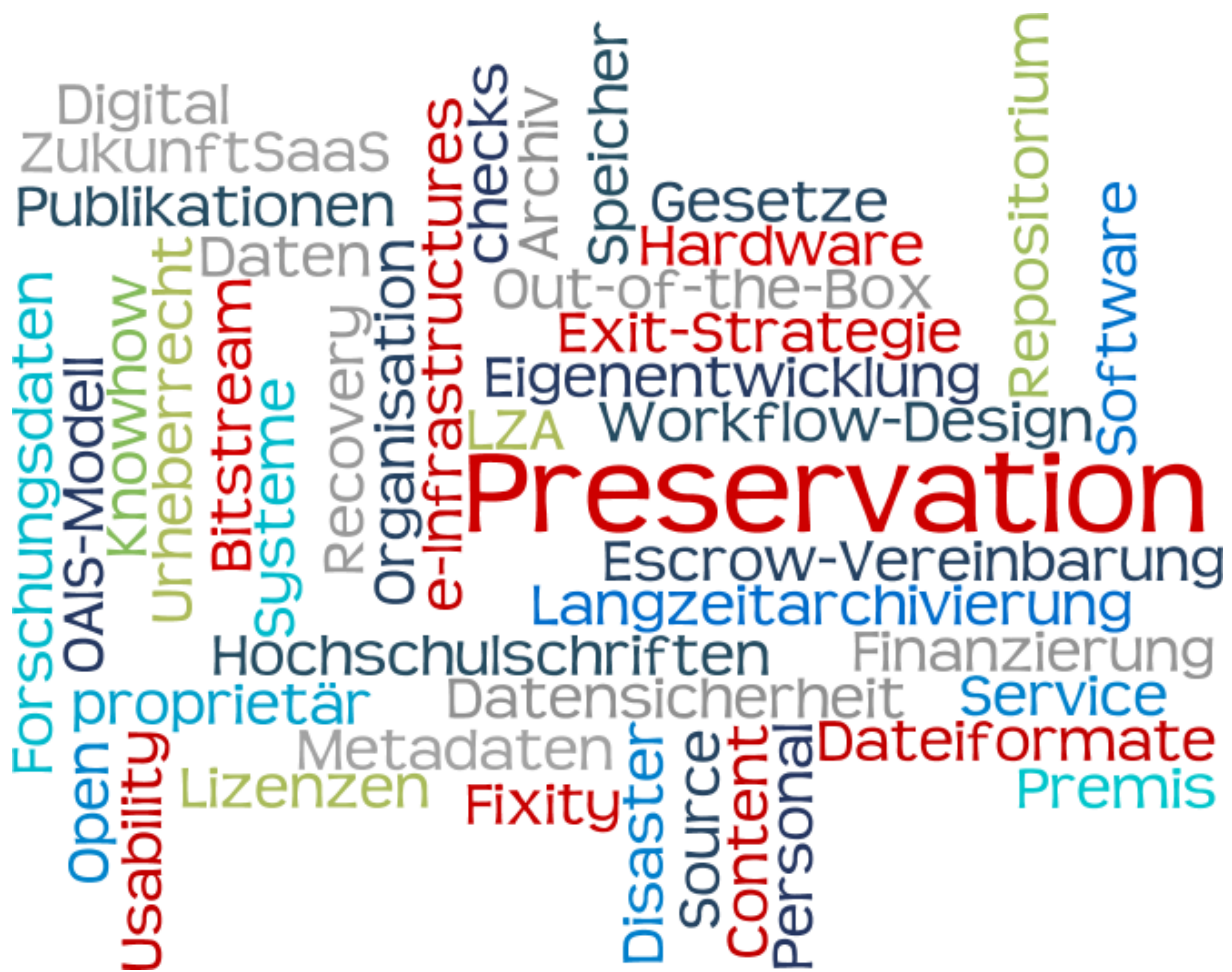 Digital
Zukunft
SaaS
Publikationen
Daten
Forschungsdaten
OAIS-Modell
Knowhow
Urheberrecht
Bitstream
Systeme
Recovery
Organisation
e-Infrastructures
checks
Archiv
Speicher
Gesetze
Hardware
Out-of-the-Box
Exit-Strategie
Eigenentwicklung
LZA
Workflow-Design
Repositorium
Software
Preservation
Escrow-Vereinbarung
Langzeitarchivierung
Hochschulschriften
Finanzierung
proprietär
Datensicherheit
Service
Open
Usability
Metadaten
Lizenzen
Fixity
Disaster
Source
Content
Personal
Dateiformate
Premis